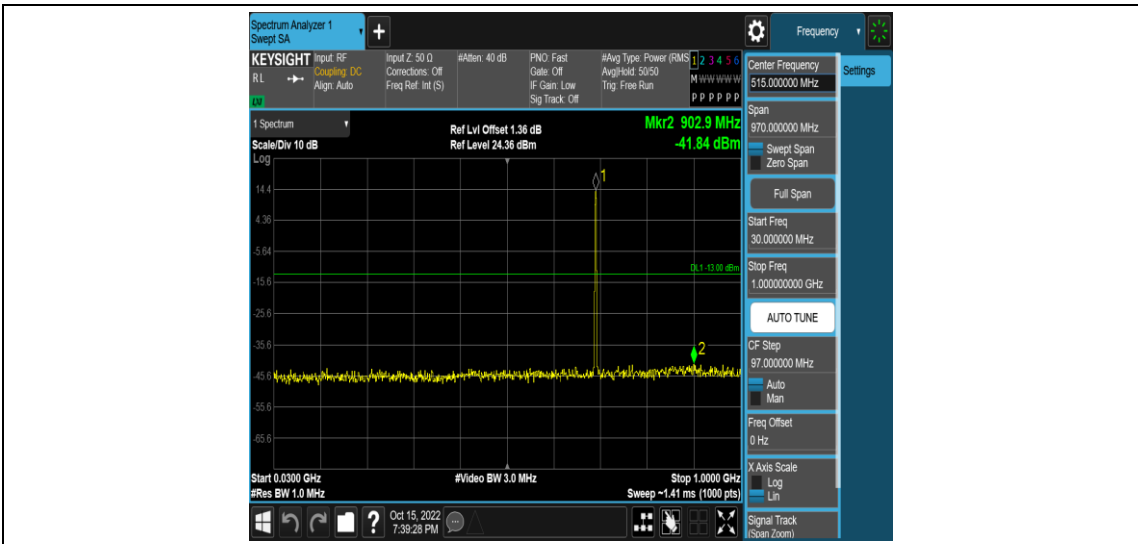 Spectrum Analyzer 1
Swept SA
+
Frequency
KEYSIGHT
RL
LXI
Input: RF
Coupling: DC
Align: Auto
Input Z: 50 Ω
Corrections: Off
Freq Ref: Int (S)
#Atten: 40 dB
PNO: Fast
Gate: Off
IF Gain: Low
Sig Track: Off
#Avg Type: Power (RMS
Avg|Hold: 50/50
Trig: Free Run
1 2 3 4 5 6
M W W W W W
P P P P P P
Center Frequency
515.000000 MHz
Settings
1 Spectrum
Scale/Div 10 dB
Log
Ref Lvl Offset 1.36 dB
Ref Level 24.36 dBm
Mkr2 902.9 MHz
-41.84 dBm
Span
970.000000 MHz
Swept Span
Zero Span
Full Span
Start Freq
30.000000 MHz
Stop Freq
1.000000000 GHz
AUTO TUNE
CF Step
97.000000 MHz
Auto
Man
Freq Offset
0 Hz
X Axis Scale
Log
Lin
Signal Track
(Span Zoom)
1
14.4
4.36
-5.64
DL1 -13.00 dBm
-15.6
-25.6
-35.6
2
-45.6
-55.6
-65.6
Start 0.0300 GHz
#Res BW 1.0 MHz
#Video BW 3.0 MHz
Stop 1.0000 GHz
Sweep ~1.41 ms (1000 pts)
?
Oct 15, 2022
7:39:28 PM